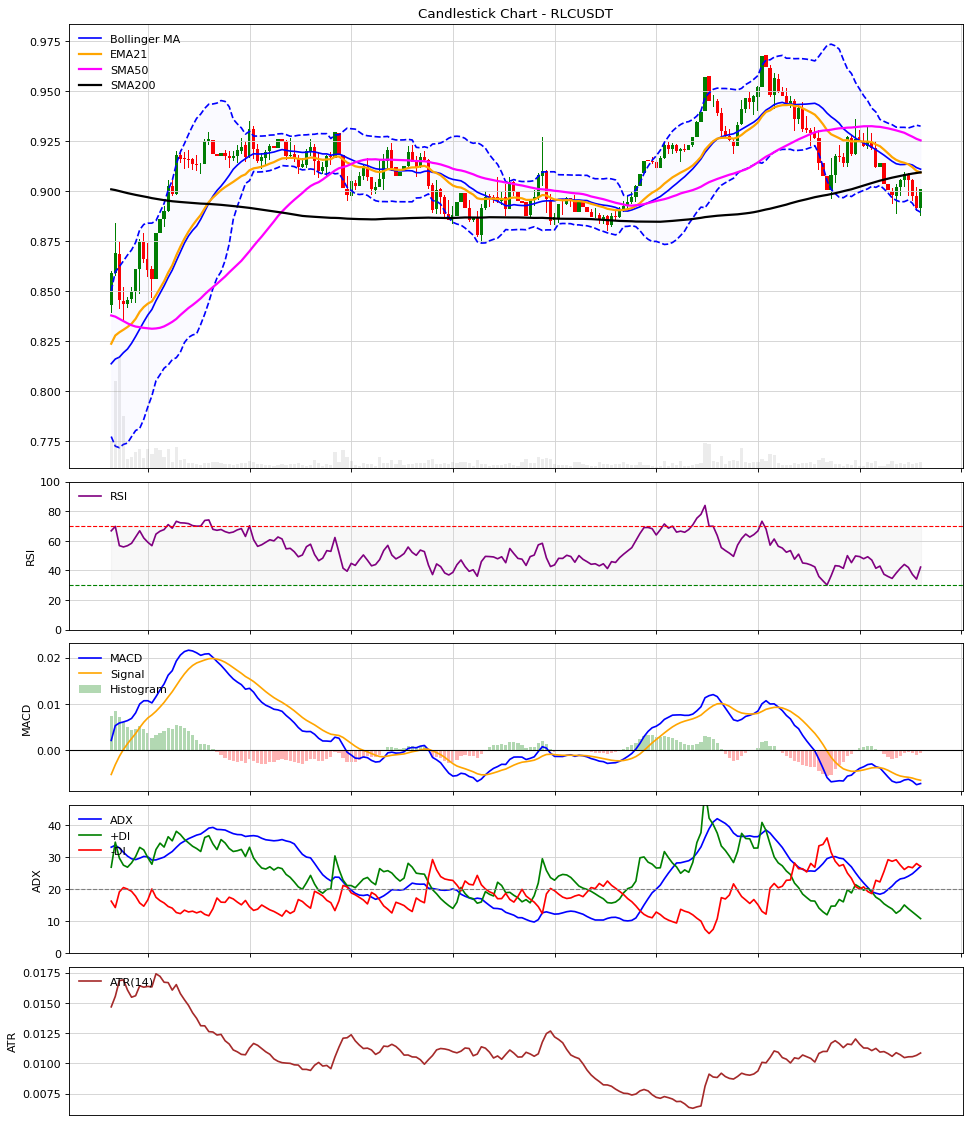 Candlestick Chart - RLCUSDT
0.975
0.950
0.925
0.900
0.875
0.850
0.825
0.800
0.775
Bollinger MA
EMA21
SMA50
SMA200
100
80
60
40
20
0
RSI
RSI
0.02
0.01
0.00
MACD
MACD
Signal
Histogram
40
30
20
10
0
ADX
ADX
+DI
-DI
0.0175
0.0150
0.0125
0.0100
0.0075
ATR
ATR(14)